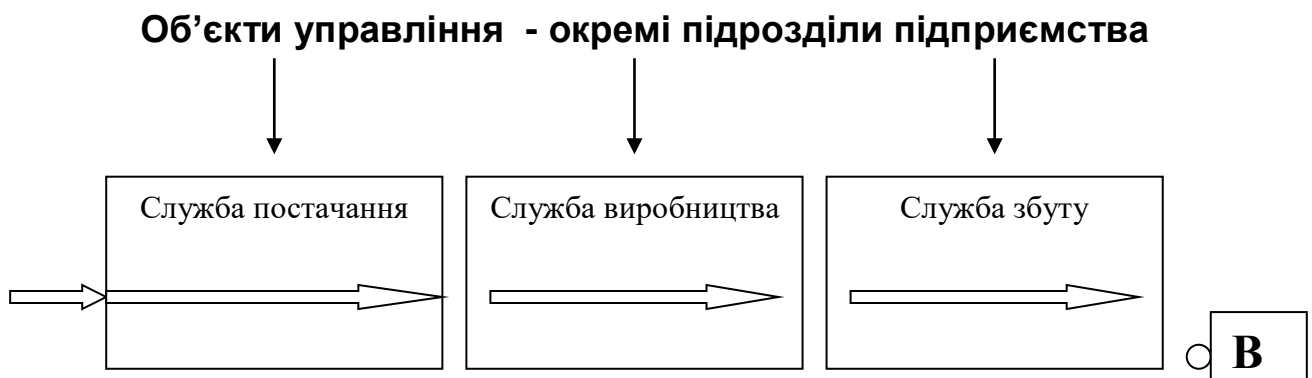 Об’єкти управління - окремі підрозділи підприємства
Служба постачання
Служба виробництва
Служба збуту
В